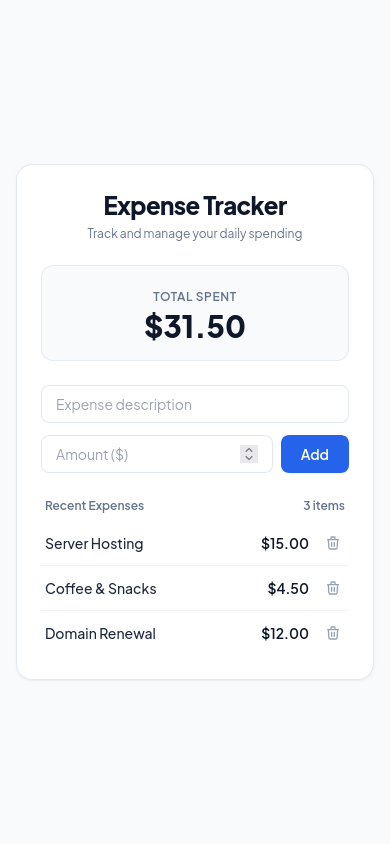 Expense Tracker
Track and manage your daily spending
TOTAL SPENT
$31.50
Expense description
Amount ($)
Add
Recent Expenses 3 items
Server Hosting $15.00
Coffee & Snacks $4.50
Domain Renewal $12.00